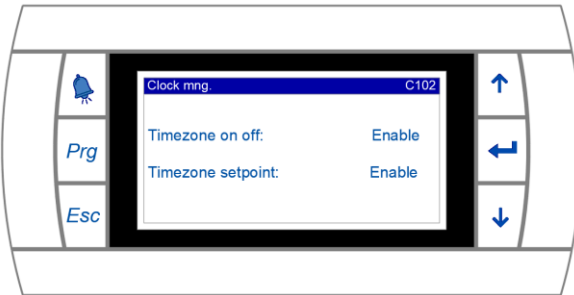 Clock mng. C102
Prg
Timezone on off: Enable
Timezone setpoint: Enable
Esc